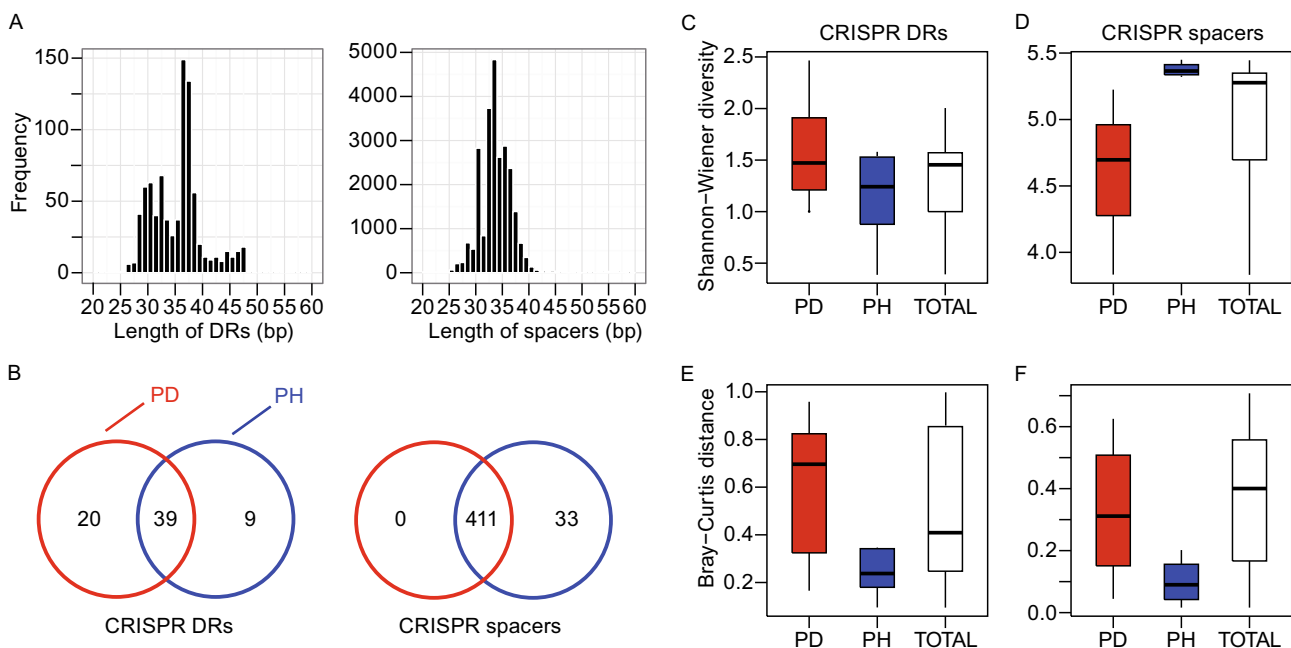 A
150
100
50
0
Frequency
20 25 30 35 40 45 50 55 60
Length of DRs (bp)
5000
4000
3000
2000
1000
0
20 25 30 35 40 45 50 55 60
Length of spacers (bp)
B
PD
PH
20
39
9
CRISPR DRs
0
411
33
CRISPR spacers
C
CRISPR DRs
2.5
2.0
1.5
1.0
0.5
Shannon−Wiener diversity
PD PH TOTAL
D
CRISPR spacers
5.5
5.0
4.5
4.0
PD PH TOTAL
E
1.0
0.8
0.6
0.4
0.2
Bray−Curtis distance
PD PH TOTAL
F
0.6
0.4
0.2
0.0
PD PH TOTAL